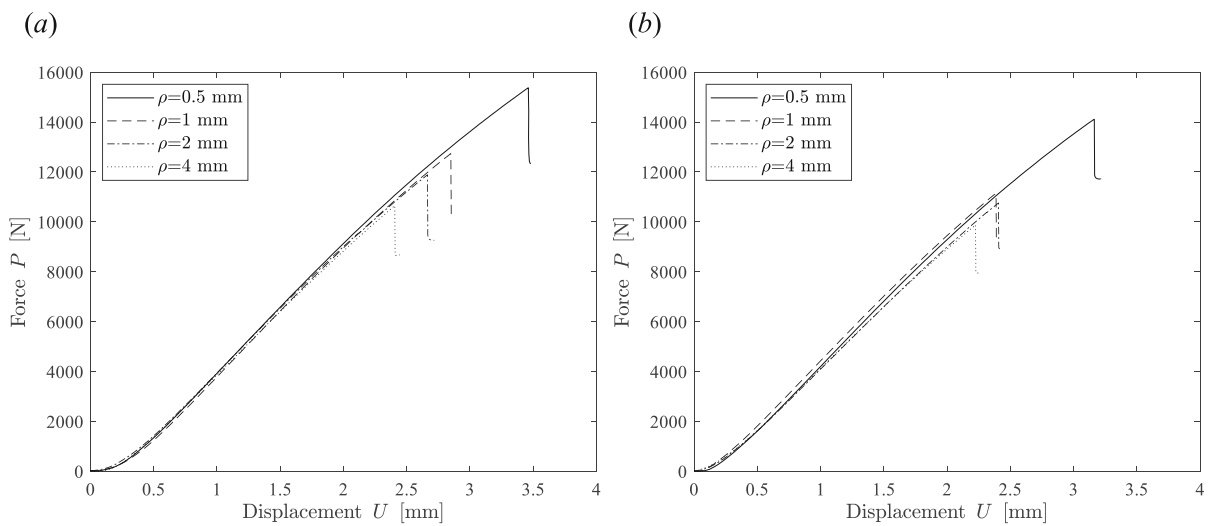 (a)
16000
14000
12000
10000
8000
6000
4000
2000
0
Force P [N]
ρ=0.5 mm
ρ=1 mm
ρ=2 mm
ρ=4 mm
0 0.5 1 1.5 2 2.5 3 3.5 4
Displacement U [mm]
(b)
16000
14000
12000
10000
8000
6000
4000
2000
0
Force P [N]
ρ=0.5 mm
ρ=1 mm
ρ=2 mm
ρ=4 mm
0 0.5 1 1.5 2 2.5 3 3.5 4
Displacement U [mm]